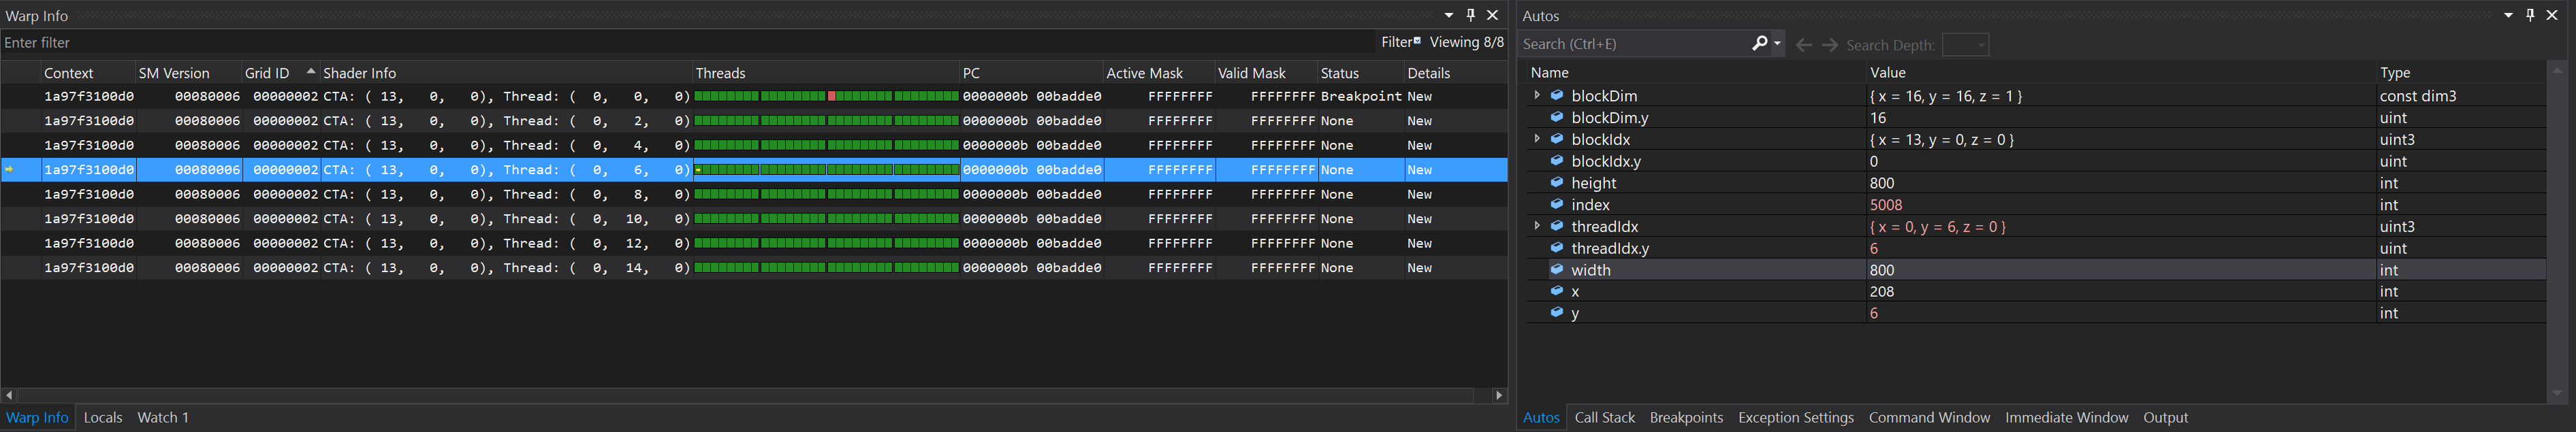 Warp Info
Enter filter
Filter Viewing 8/8
Context SM Version Grid ID Shader Info Threads PC Active Mask Valid Mask Status Details
1a97f3100d0 00080006 00000002 CTA: ( 13, 0, 0), Thread: ( 0, 0, 0) 0000000b 00badde0 FFFFFFFF FFFFFFFF Breakpoint New
1a97f3100d0 00080006 00000002 CTA: ( 13, 0, 0), Thread: ( 0, 2, 0) 0000000b 00badde0 FFFFFFFF FFFFFFFF None New
1a97f3100d0 00080006 00000002 CTA: ( 13, 0, 0), Thread: ( 0, 4, 0) 0000000b 00badde0 FFFFFFFF FFFFFFFF None New
1a97f3100d0 00080006 00000002 CTA: ( 13, 0, 0), Thread: ( 0, 6, 0) 0000000b 00badde0 FFFFFFFF FFFFFFFF None New
1a97f3100d0 00080006 00000002 CTA: ( 13, 0, 0), Thread: ( 0, 8, 0) 0000000b 00badde0 FFFFFFFF FFFFFFFF None New
1a97f3100d0 00080006 00000002 CTA: ( 13, 0, 0), Thread: ( 0, 10, 0) 0000000b 00badde0 FFFFFFFF FFFFFFFF None New
1a97f3100d0 00080006 00000002 CTA: ( 13, 0, 0), Thread: ( 0, 12, 0) 0000000b 00badde0 FFFFFFFF FFFFFFFF None New
1a97f3100d0 00080006 00000002 CTA: ( 13, 0, 0), Thread: ( 0, 14, 0) 0000000b 00badde0 FFFFFFFF FFFFFFFF None New
Warp Info Locals Watch 1
Autos
Search (Ctrl+E) Search Depth:
Name Value Type
blockDim { x = 16, y = 16, z = 1 } const dim3
blockDim.y 16 uint
blockIdx { x = 13, y = 0, z = 0 } uint3
blockIdx.y 0 uint
height 800 int
index 5008 int
threadIdx { x = 0, y = 6, z = 0 } uint3
threadIdx.y 6 uint
width 800 int
x 208 int
y 6 int
Autos Call Stack Breakpoints Exception Settings Command Window Immediate Window Output